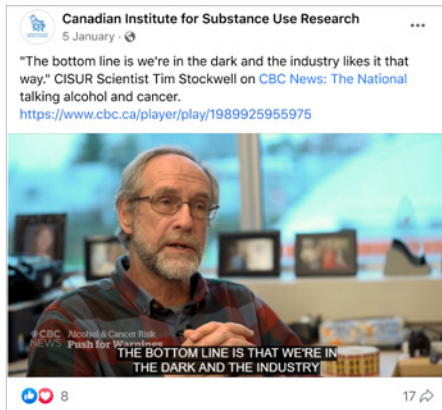 Canadian Institute for Substance Use Research
5 January ·
"The bottom line is we're in the dark and the industry likes it that
way." CISUR Scientist Tim Stockwell on CBC News: The National
talking alcohol and cancer.
https://www.cbc.ca/player/play/1989925955975
CBC NEWS
Alcohol & Cancer Risk
Push for Warnings
THE BOTTOM LINE IS THAT WE'RE IN
THE DARK AND THE INDUSTRY
8
17